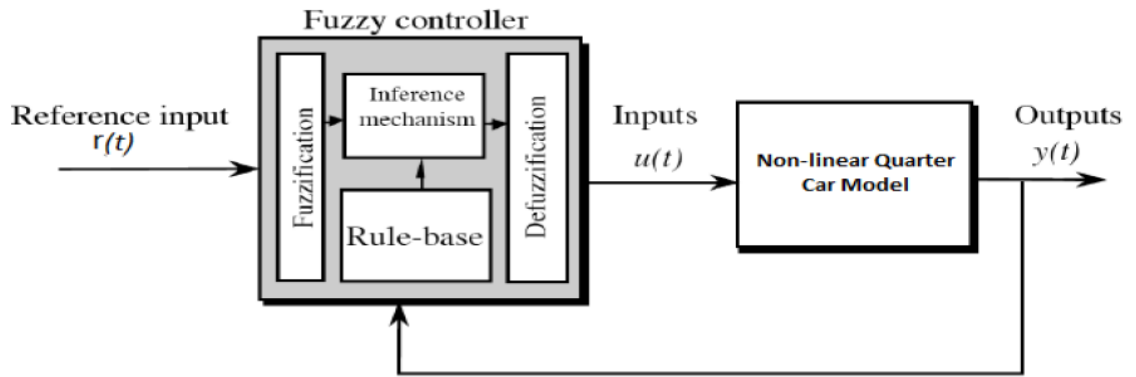 Fuzzy controller
Reference input
r(t)
Fuzzification
Inference
mechanism
Rule-base
Defuzzification
Inputs
u(t)
Non-linear Quarter
Car Model
Outputs
y(t)